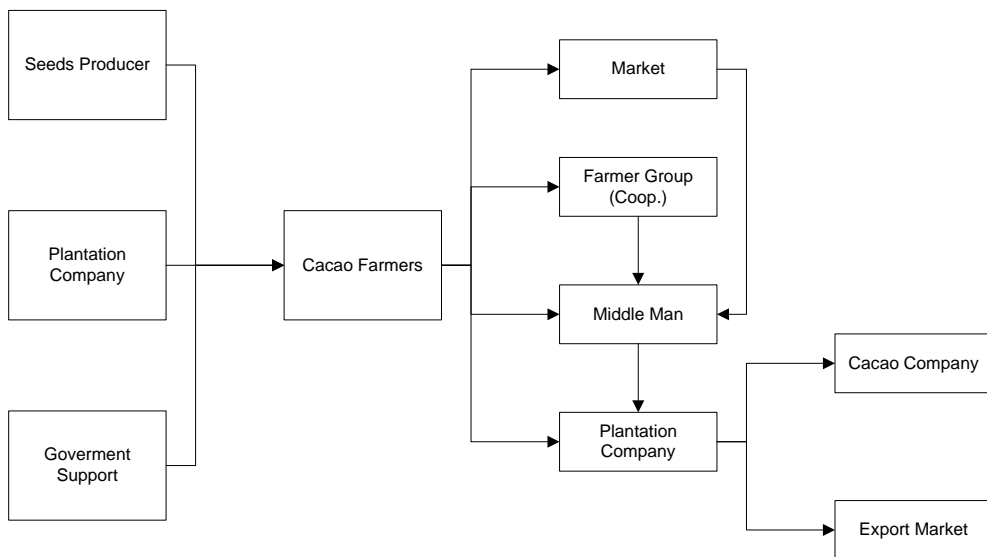 Seeds Producer
Plantation
Company
Goverment
Support
Cacao Farmers
Market
Farmer Group
(Coop.)
Middle Man
Plantation
Company
Cacao Company
Export Market